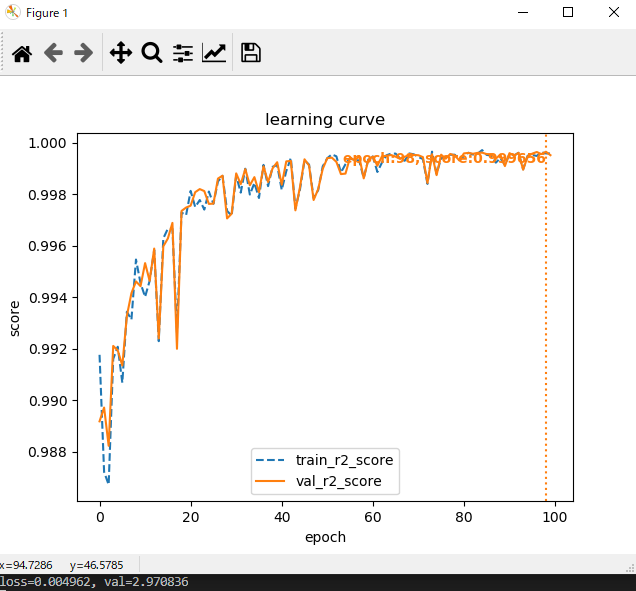 Figure 1
learning curve
1.000
0.998
0.996
0.994
0.992
0.990
0.988
score
epoch:98, score:0.999636
train_r2_score
val_r2_score
0 20 40 60 80 100
epoch
x=94.7286 y=46.5785
loss=0.004962, val=2.970836